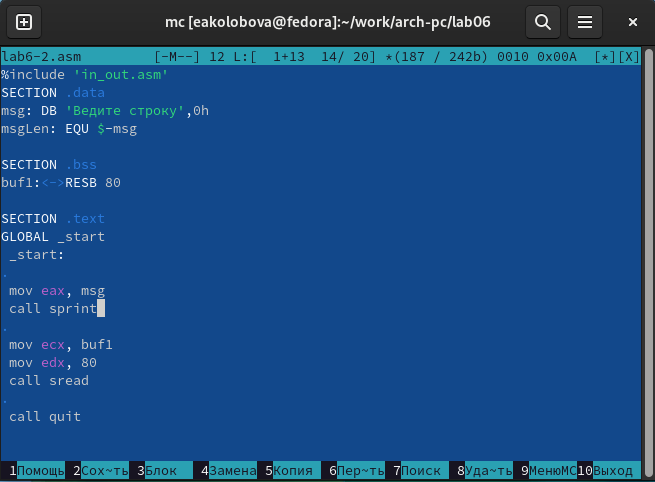 mc [eakolobova@fedora]:~/work/arch-pc/lab06
lab6-2.asm [-M--] 12 L:[ 1+13 14/ 20] *(187 / 242b) 0010 0x00A [*][X]
%include 'in_out.asm'
SECTION .data
msg: DB 'Ведите строку',0h
msgLen: EQU $-msg
SECTION .bss
buf1:<->RESB 80
SECTION .text
GLOBAL _start
_start:
.
mov eax, msg
call sprint
.
mov ecx, buf1
mov edx, 80
call sread
.
call quit
1Помощь 2Сох~ть 3Блок 4Замена 5Копия 6Пер~ть 7Поиск 8Уда~ть 9МенюMC 10Выход